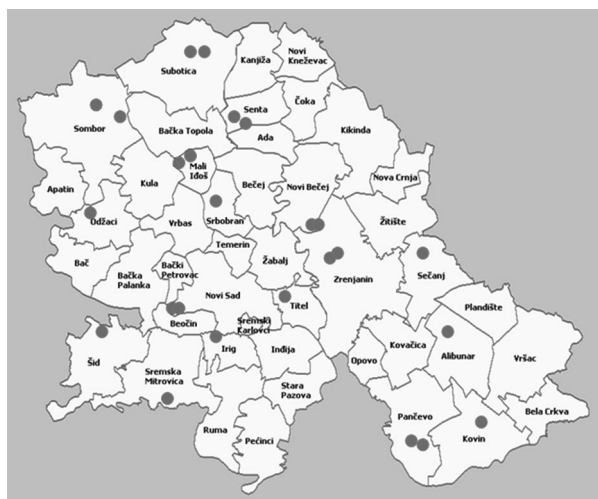 Subotica
Kanjiža
Novi
Kneževac
Sombor
Senta
Čoka
Bačka Topola
Ada
Kikinda
Apatin
Kula
Mali
Iđoš
Bečej
Novi Bečej
Nova Crnja
Odžaci
Vrbas
Srbobran
Žitište
Temerin
Bač
Bačka
Palanka
Bački
Petrovac
Žabalj
Zrenjanin
Sečanj
Novi Sad
Titel
Plandište
Beočin
Sremski
Karlovci
Šid
Irig
Inđija
Opovo
Kovačica
Alibunar
Vršac
Sremska
Mitrovica
Stara
Pazova
Ruma
Pećinci
Pančevo
Kovin
Bela Crkva